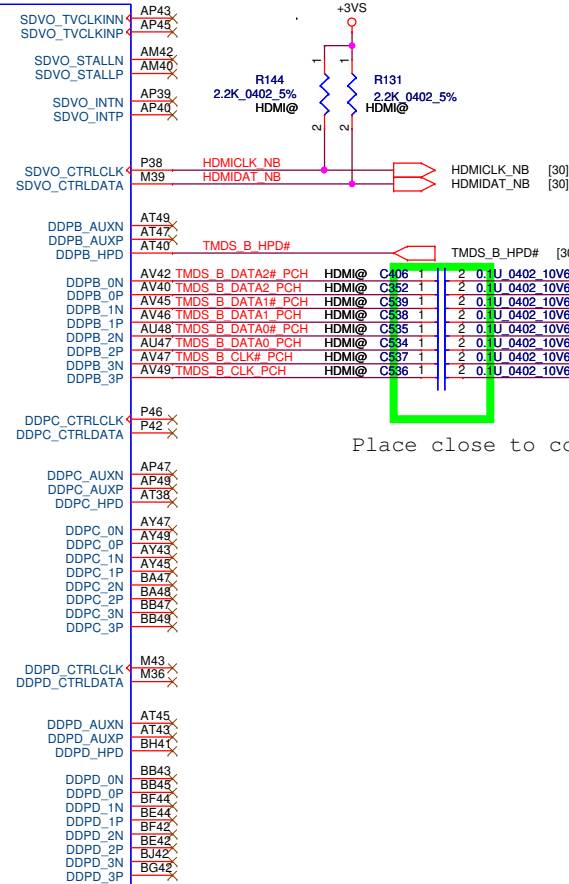 +3VS
SDVO_TVCLKINN AP43
SDVO_TVCLKINP AP45
SDVO_STALLN AM42
SDVO_STALLP AM40
1 1
R144 R131
2.2K_0402_5% 2.2K_0402_5%
HDMI@ HDMI@
2 2
SDVO_INTN AP39
SDVO_INTP AP40
SDVO_CTRLCLK P38 HDMICLK_NB HDMICLK_NB [30]
SDVO_CTRLDATA M39 HDMIDAT_NB HDMIDAT_NB [30]
DDPB_AUXN AT49
DDPB_AUXP AT47
DDPB_HPD AT40 TMDS_B_HPD# TMDS_B_HPD# [30
DDPB_0N AV42 TMDS_B_DATA2#_PCH HDMI@ C406 1 2 0.1U_0402_10V6
DDPB_0P AV40 TMDS_B_DATA2_PCH HDMI@ C352 1 2 0.1U_0402_10V6
DDPB_1N AV45 TMDS_B_DATA1#_PCH HDMI@ C539 1 2 0.1U_0402_10V6
DDPB_1P AV46 TMDS_B_DATA1_PCH HDMI@ C538 1 2 0.1U_0402_10V6
DDPB_2N AU48 TMDS_B_DATA0#_PCH HDMI@ C535 1 2 0.1U_0402_10V6
DDPB_2P AU47 TMDS_B_DATA0_PCH HDMI@ C534 1 2 0.1U_0402_10V6
DDPB_3N AV47 TMDS_B_CLK#_PCH HDMI@ C537 1 2 0.1U_0402_10V6
DDPB_3P AV49 TMDS_B_CLK_PCH HDMI@ C536 1 2 0.1U_0402_10V6
DDPC_CTRLCLK P46
DDPC_CTRLDATA P42
Place close to co
DDPC_AUXN AP47
DDPC_AUXP AP49
DDPC_HPD AT38
DDPC_0N AY47
DDPC_0P AY49
DDPC_1N AY43
DDPC_1P AY45
DDPC_2N BA47
DDPC_2P BA48
DDPC_3N BB47
DDPC_3P BB49
DDPD_CTRLCLK M43
DDPD_CTRLDATA M36
DDPD_AUXN AT45
DDPD_AUXP AT43
DDPD_HPD BH41
DDPD_0N BB43
DDPD_0P BB45
DDPD_1N BF44
DDPD_1P BE44
DDPD_2N BF42
DDPD_2P BE42
DDPD_3N BJ42
DDPD_3P BG42